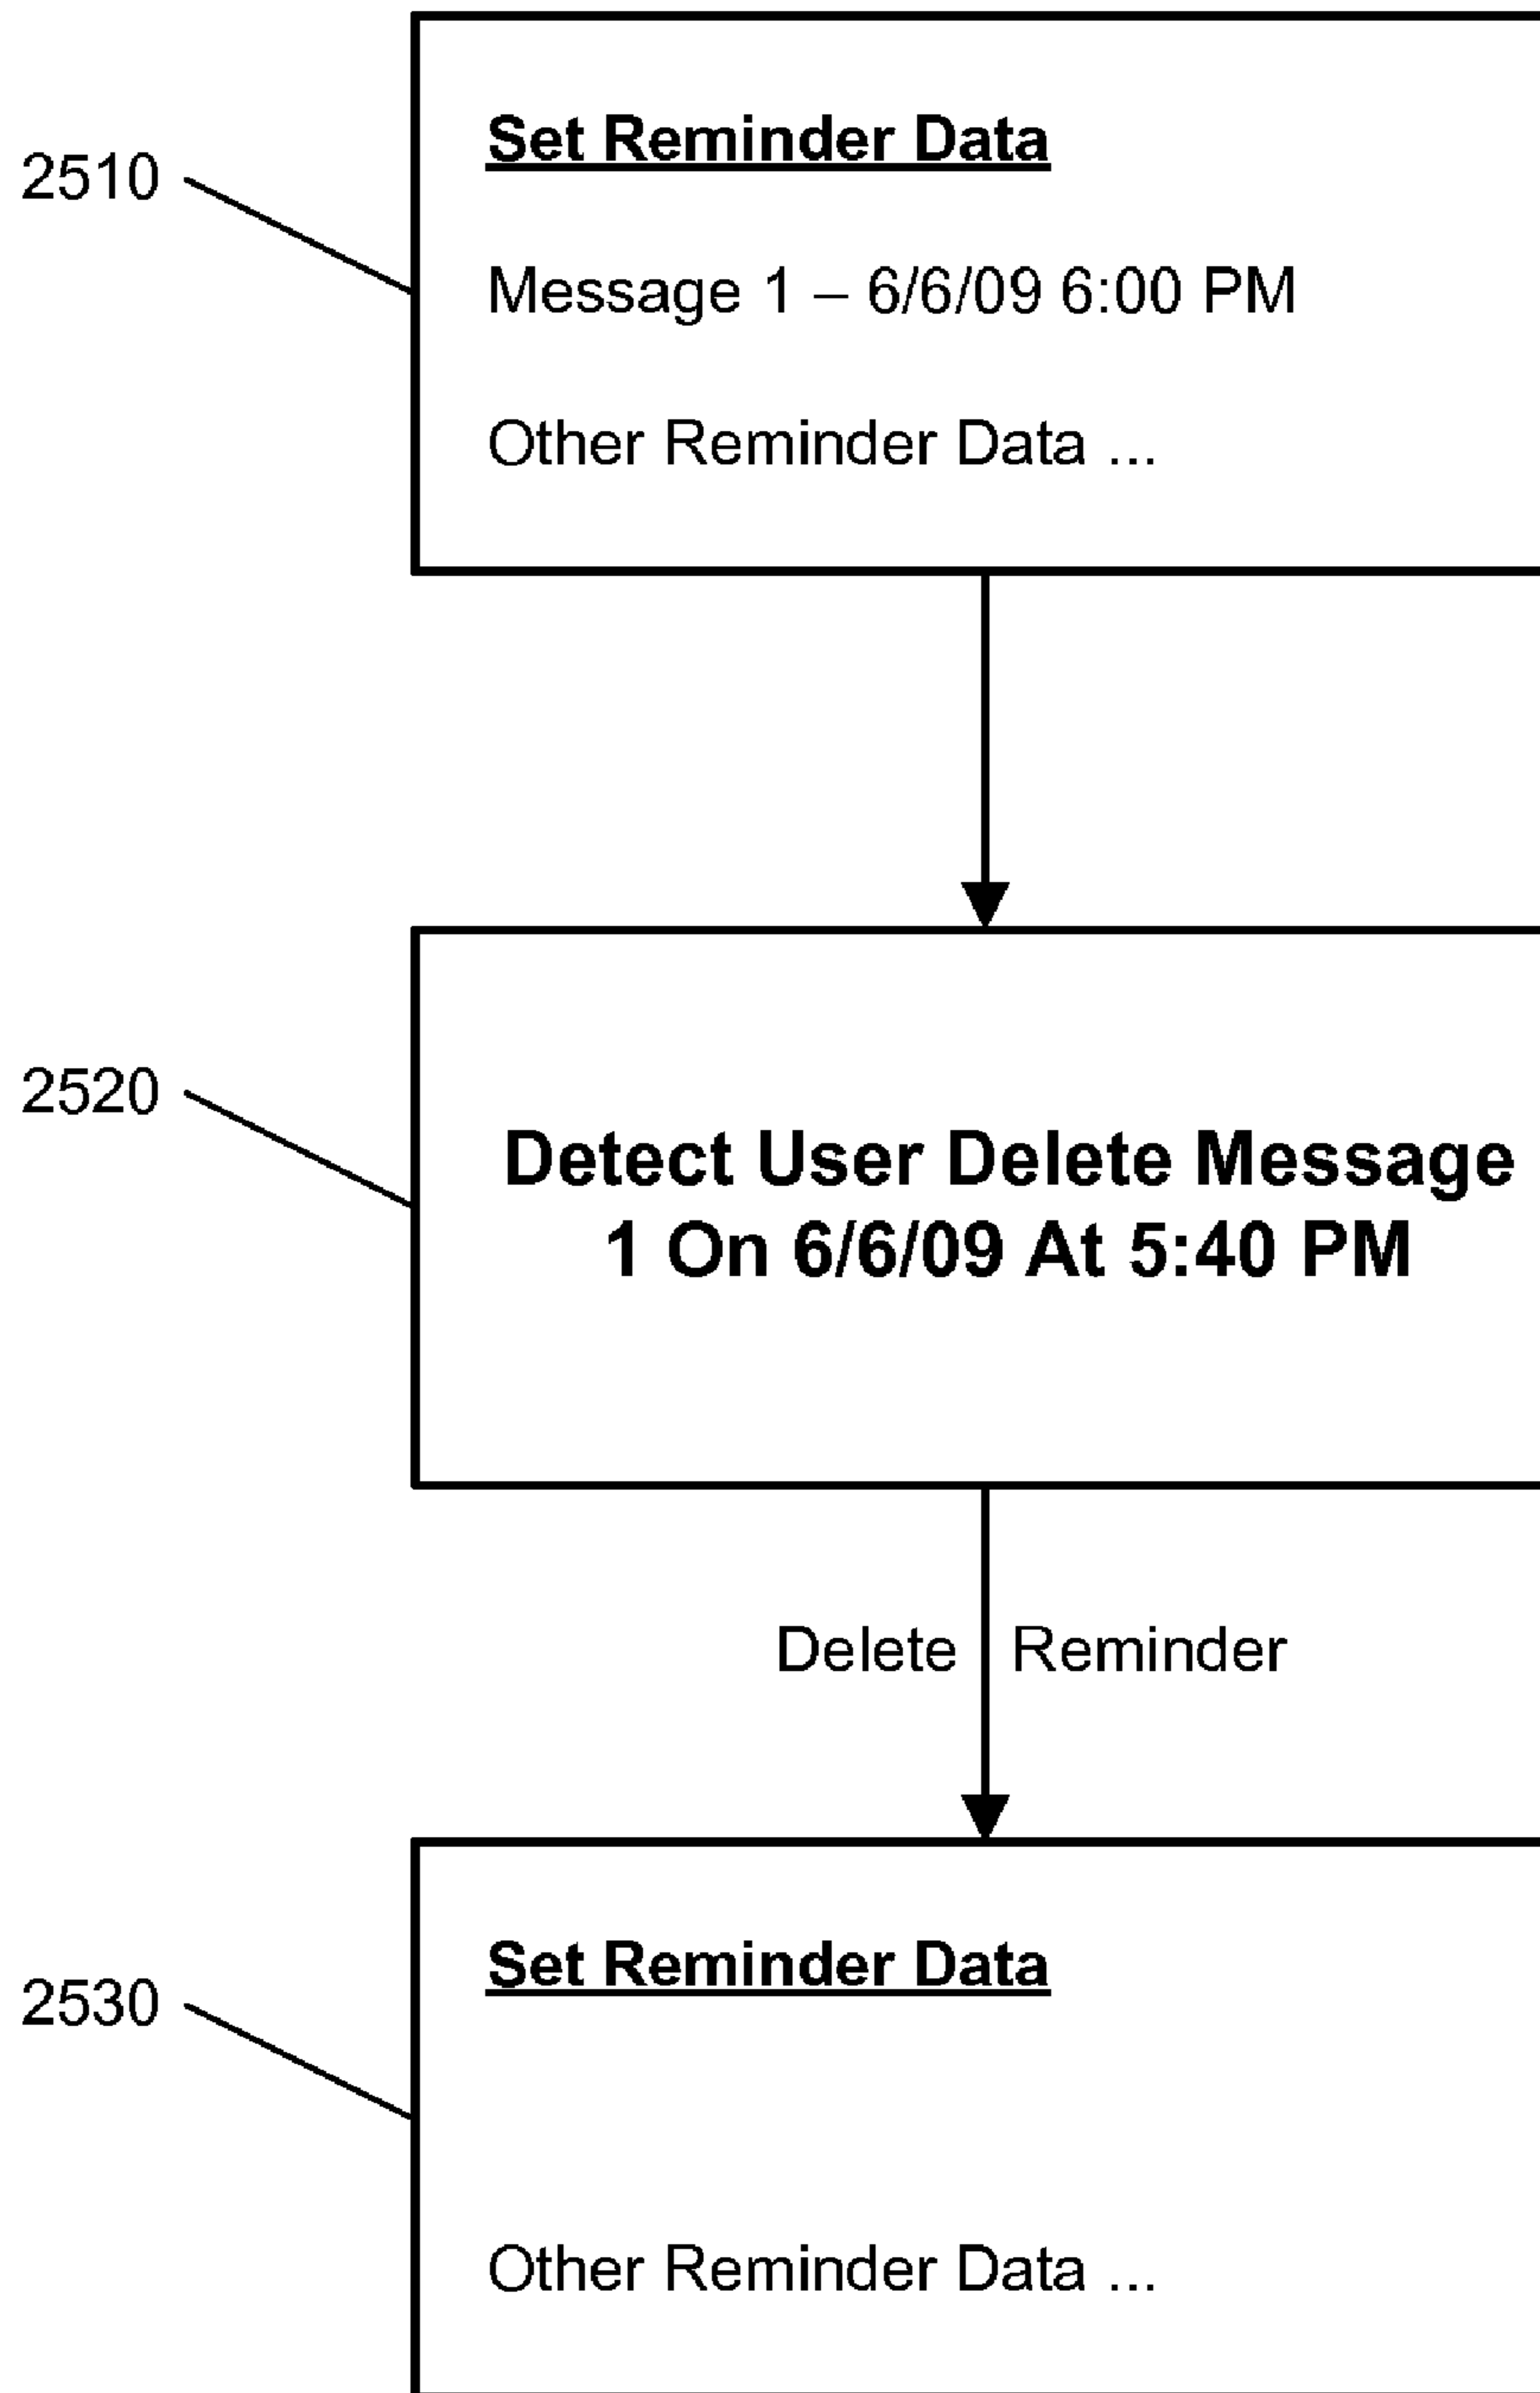 2510
Set Reminder Data
Message 1 – 6/6/09 6:00 PM
Other Reminder Data ...
2520
Detect User Delete Message
1 On 6/6/09 At 5:40 PM
Delete Reminder
2530
Set Reminder Data
Other Reminder Data ...